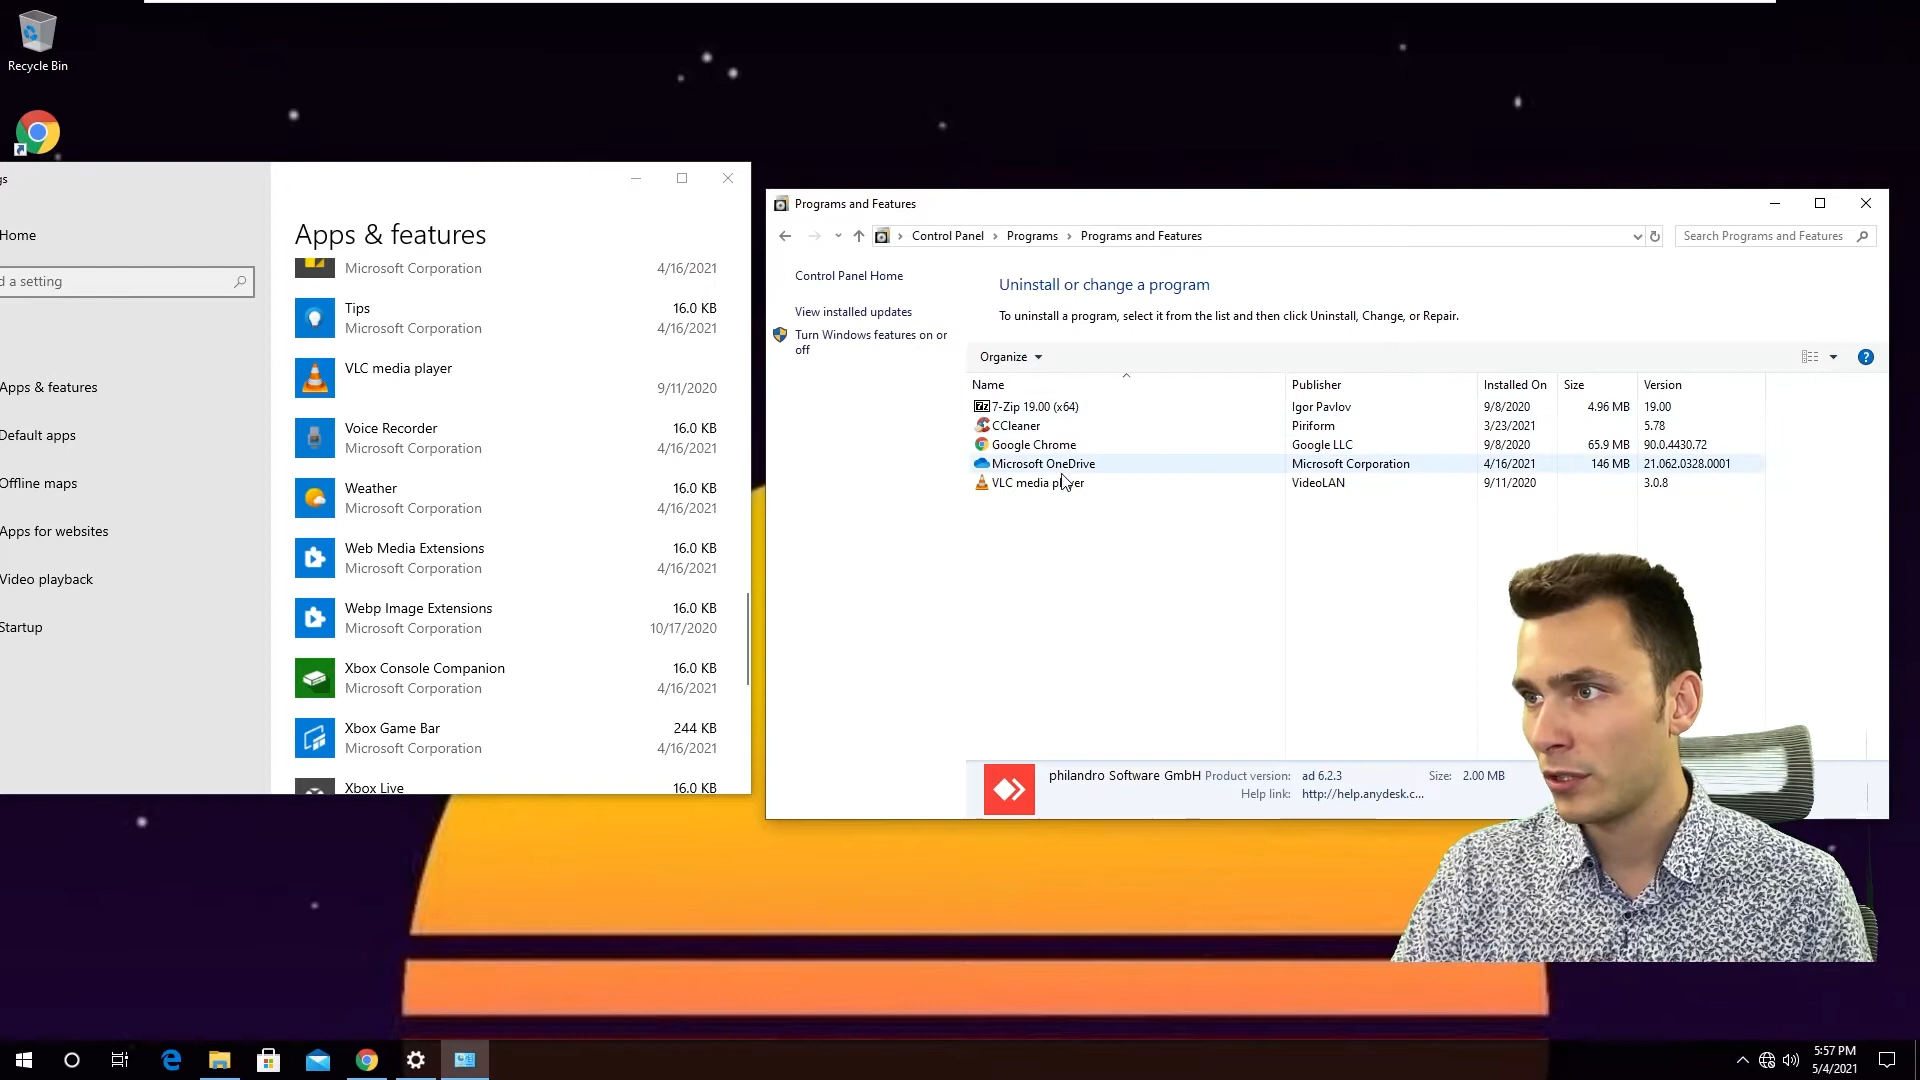 Recycle Bin
gs
Home
d a setting
Apps & features
Default apps
Offline maps
Apps for websites
Video playback
Startup
Apps & features
Microsoft Corporation 4/16/2021
Tips 16.0 KB
Microsoft Corporation 4/16/2021
VLC media player
9/11/2020
Voice Recorder 16.0 KB
Microsoft Corporation 4/16/2021
Weather 16.0 KB
Microsoft Corporation 4/16/2021
Web Media Extensions 16.0 KB
Microsoft Corporation 4/16/2021
Webp Image Extensions 16.0 KB
Microsoft Corporation 10/17/2020
Xbox Console Companion 16.0 KB
Microsoft Corporation 4/16/2021
Xbox Game Bar 244 KB
Microsoft Corporation 4/16/2021
Xbox Live 16.0 KB
Programs and Features
Control Panel Programs Programs and Features
Search Programs and Features
Control Panel Home
View installed updates
Turn Windows features on or
off
Uninstall or change a program
To uninstall a program, select it from the list and then click Uninstall, Change, or Repair.
Organize
Name Publisher Installed On Size Version
7z 7-Zip 19.00 (x64) Igor Pavlov 9/8/2020 4.96 MB 19.00
CCleaner Piriform 3/23/2021 5.78
Google Chrome Google LLC 9/8/2020 65.9 MB 90.0.4430.72
Microsoft OneDrive Microsoft Corporation 4/16/2021 146 MB 21.062.0328.0001
VLC media player VideoLAN 9/11/2020 3.0.8
philandro Software GmbH Product version: ad 6.2.3 Size: 2.00 MB
Help link: http://help.anydesk.c...
5:57 PM
5/4/2021